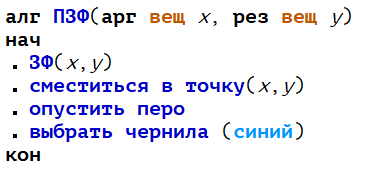 алг ПЗФ(арг вещ x, рез вещ y)
нач
. ЗФ(x,y)
. сместиться в точку(x,y)
. опустить перо
. выбрать чернила (синий)
кон